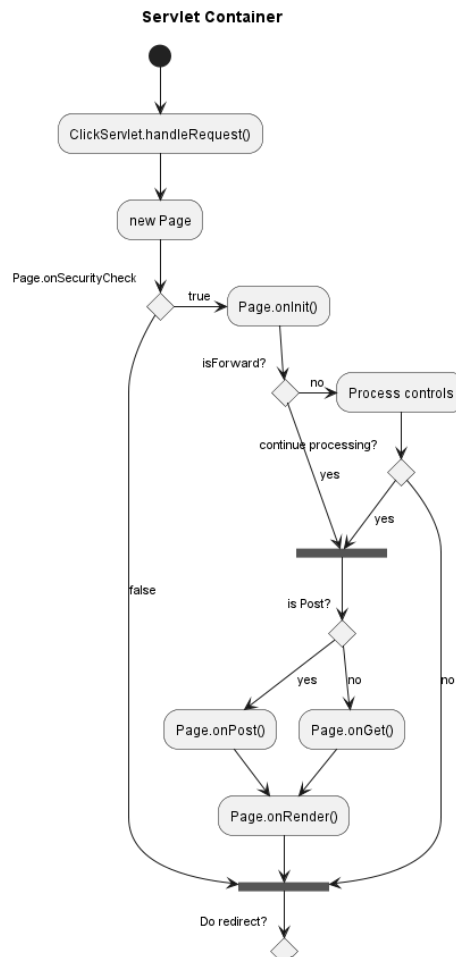 Servlet Container
ClickServlet.handleRequest()
new Page
Page.onSecurityCheck
true
Page.onInit()
isForward?
no
Process controls
continue processing?
yes
yes
false
is Post?
yes
no
no
Page.onPost()
Page.onGet()
Page.onRender()
Do redirect?